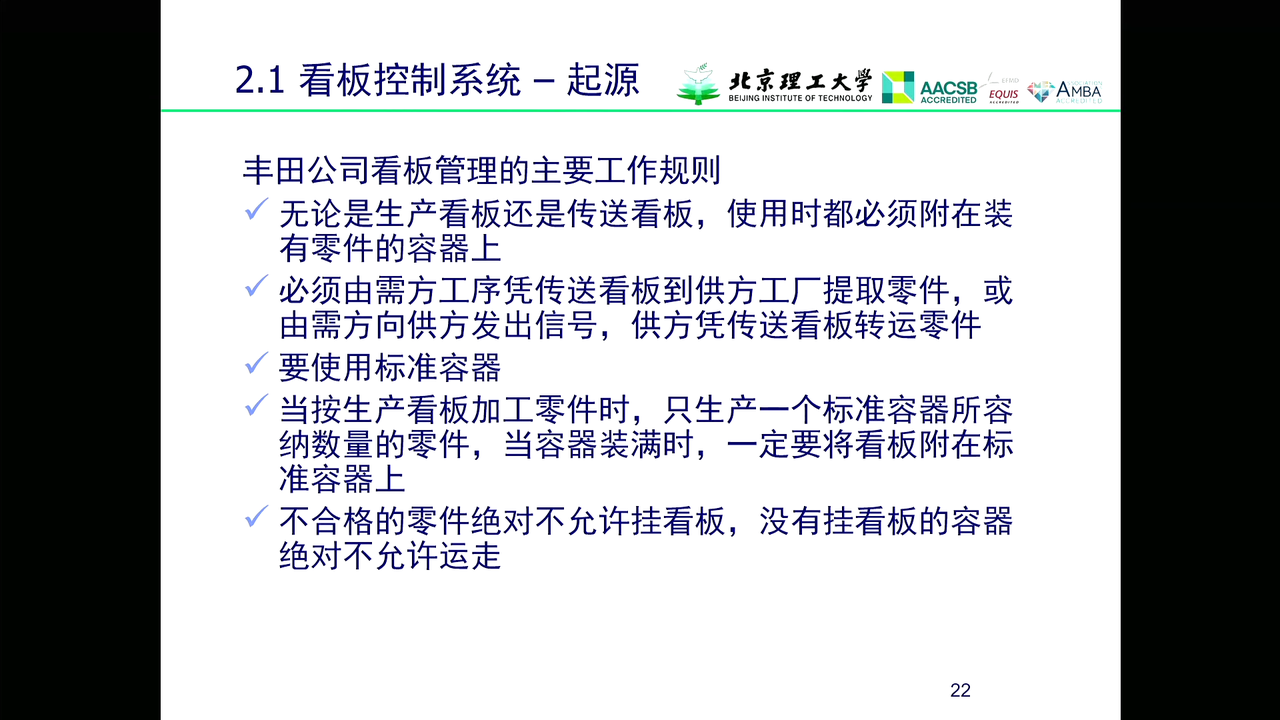 2.1 看板控制系统 – 起源
北京理工大学
BEIJING INSTITUTE OF TECHNOLOGY
AACSB
ACCREDITED
EFMD
EQUIS
ACCREDITED
ASSOCIATION
AMBA
ACCREDITED
丰田公司看板管理的主要工作规则
✓ 无论是生产看板还是传送看板，使用时都必须附在装
有零件的容器上
✓ 必须由需方工序凭传送看板到供方工厂提取零件，或
由需方向供方发出信号，供方凭传送看板转运零件
✓ 要使用标准容器
✓ 当按生产看板加工零件时，只生产一个标准容器所容
纳数量的零件，当容器装满时，一定要将看板附在标
准容器上
✓ 不合格的零件绝对不允许挂看板，没有挂看板的容器
绝对不允许运走
22